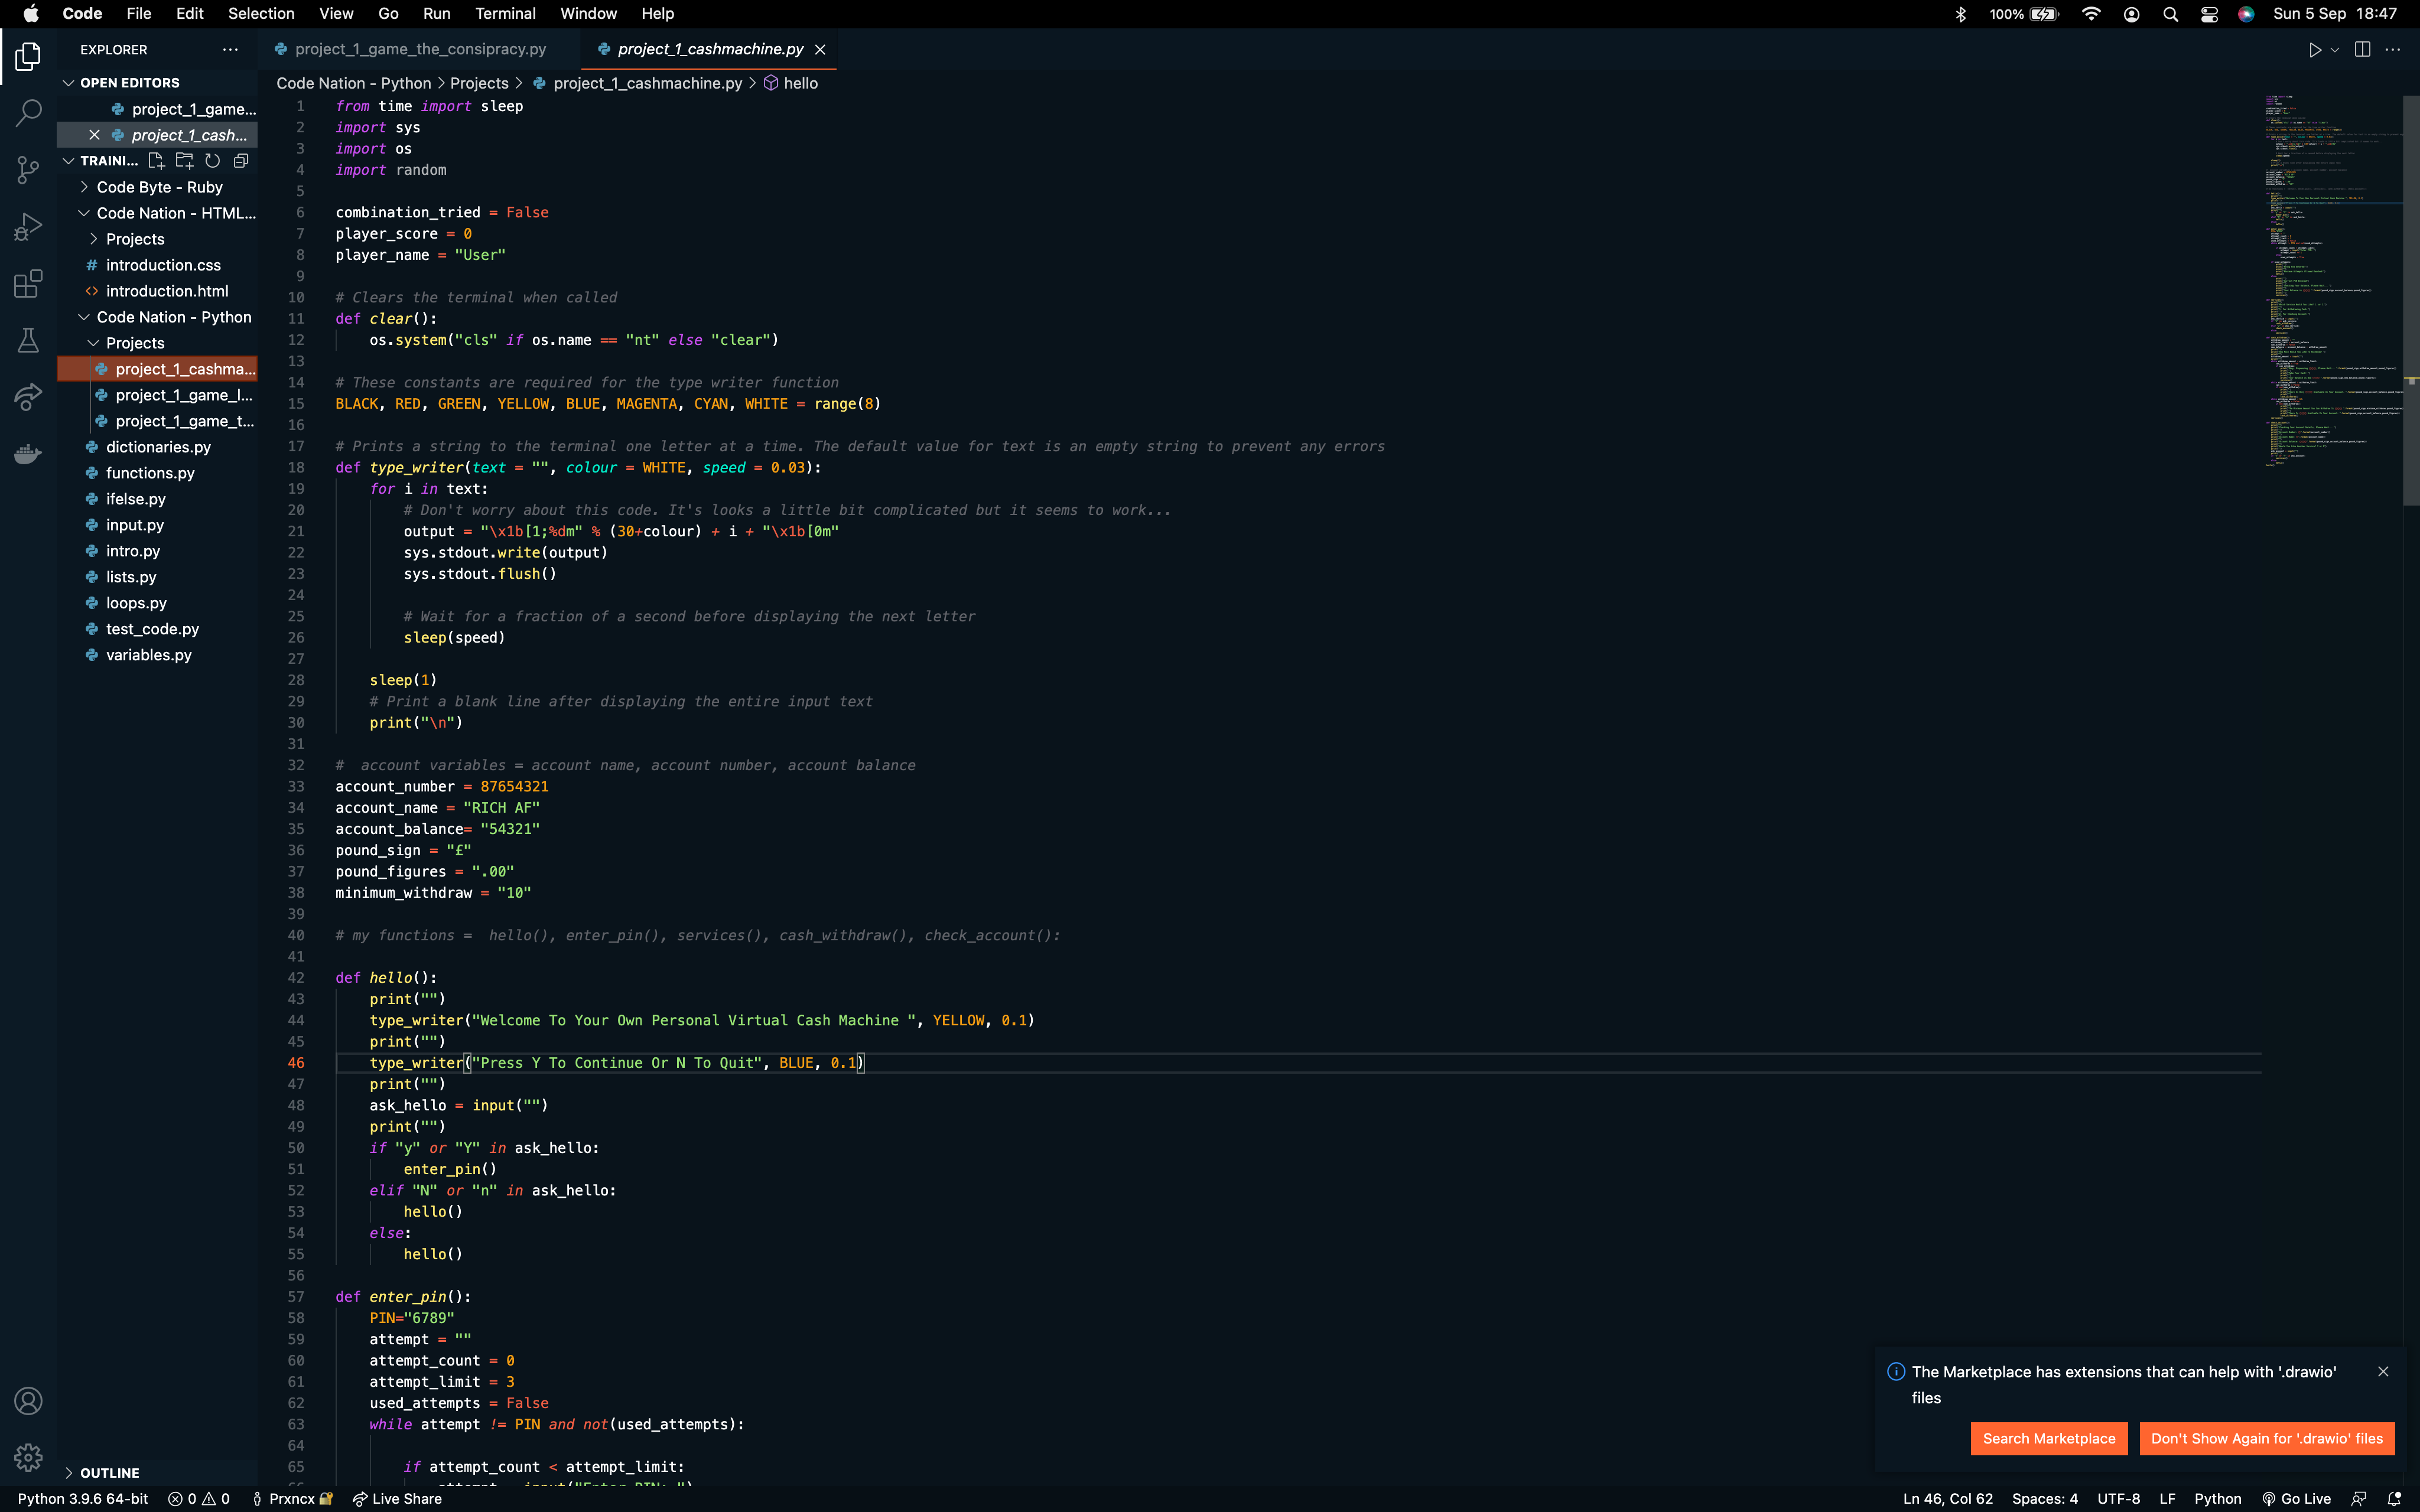 Code File Edit Selection View Go Run Terminal Window Help 100% Sun 5 Sep 18:47
EXPLORER
project_1_game_the_consipracy.py project_1_cashmachine.py
OPEN EDITORS
project_1_game...
project_1_cash...
TRAINI...
Code Byte - Ruby
Code Nation - HTML...
Projects
introduction.css
introduction.html
Code Nation - Python
Projects
project_1_cashma...
project_1_game_l...
project_1_game_t...
dictionaries.py
functions.py
ifelse.py
input.py
intro.py
lists.py
loops.py
test_code.py
variables.py
OUTLINE
Code Nation - Python > Projects > project_1_cashmachine.py > hello
1 from time import sleep
2 import sys
3 import os
4 import random
5
6 combination_tried = False
7 player_score = 0
8 player_name = "User"
9
10 # Clears the terminal when called
11 def clear():
12 os.system("cls" if os.name == "nt" else "clear")
13
14 # These constants are required for the type writer function
15 BLACK, RED, GREEN, YELLOW, BLUE, MAGENTA, CYAN, WHITE = range(8)
16
17 # Prints a string to the terminal one letter at a time. The default value for text is an empty string to prevent any errors
18 def type_writer(text = "", colour = WHITE, speed = 0.03):
19 for i in text:
20 # Don't worry about this code. It's looks a little bit complicated but it seems to work...
21 output = "\x1b[1;%dm" % (30+colour) + i + "\x1b[0m"
22 sys.stdout.write(output)
23 sys.stdout.flush()
24
25 # Wait for a fraction of a second before displaying the next letter
26 sleep(speed)
27
28 sleep(1)
29 # Print a blank line after displaying the entire input text
30 print("\n")
31
32 # account variables = account name, account number, account balance
33 account_number = 87654321
34 account_name = "RICH AF"
35 account_balance= "54321"
36 pound_sign = "£"
37 pound_figures = ".00"
38 minimum_withdraw = "10"
39
40 # my functions = hello(), enter_pin(), services(), cash_withdraw(), check_account():
41
42 def hello():
43 print("")
44 type_writer("Welcome To Your Own Personal Virtual Cash Machine ", YELLOW, 0.1)
45 print("")
46 type_writer("Press Y To Continue Or N To Quit", BLUE, 0.1)
47 print("")
48 ask_hello = input("")
49 print("")
50 if "y" or "Y" in ask_hello:
51 enter_pin()
52 elif "N" or "n" in ask_hello:
53 hello()
54 else:
55 hello()
56
57 def enter_pin():
58 PIN="6789"
59 attempt = ""
60 attempt_count = 0
61 attempt_limit = 3
62 used_attempts = False
63 while attempt != PIN and not(used_attempts):
64
65 if attempt_count < attempt_limit:
The Marketplace has extensions that can help with '.drawio'
files
Search Marketplace Don't Show Again for '.drawio' files
Python 3.9.6 64-bit 0 0 Prxncx Live Share Ln 46, Col 62 Spaces: 4 UTF-8 LF Python Go Live